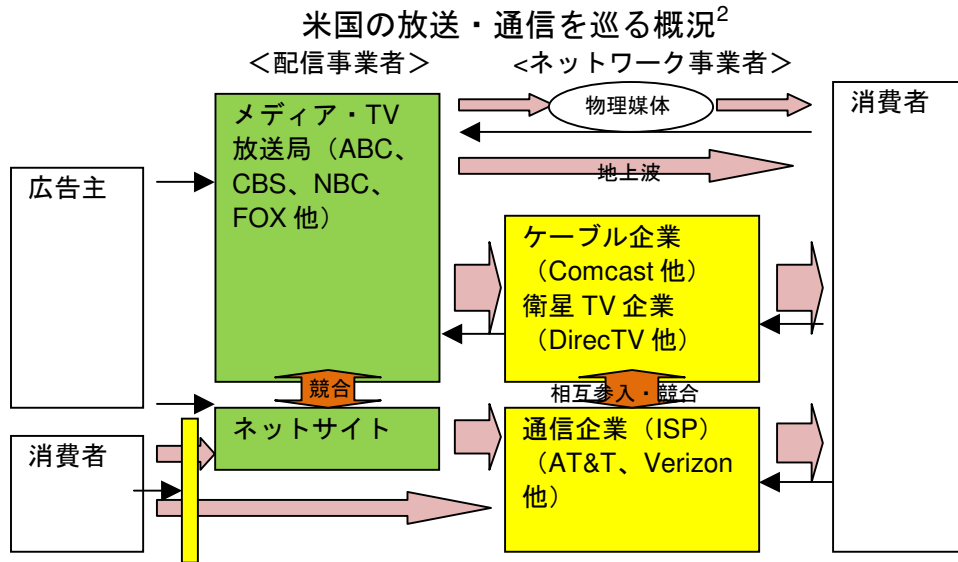 米国の放送・通信を巡る概況2
＜配信事業者＞
<ネットワーク事業者＞
メディア・TV
放送局（ABC、
CBS、NBC、
FOX 他）
物理媒体
消費者
地上波
広告主
ケーブル企業
（Comcast 他）
衛星 TV 企業
（DirecTV 他）
競合
相互参入・競合
ネットサイト
通信企業（ISP）
（AT&T、Verizon
他）
消費者